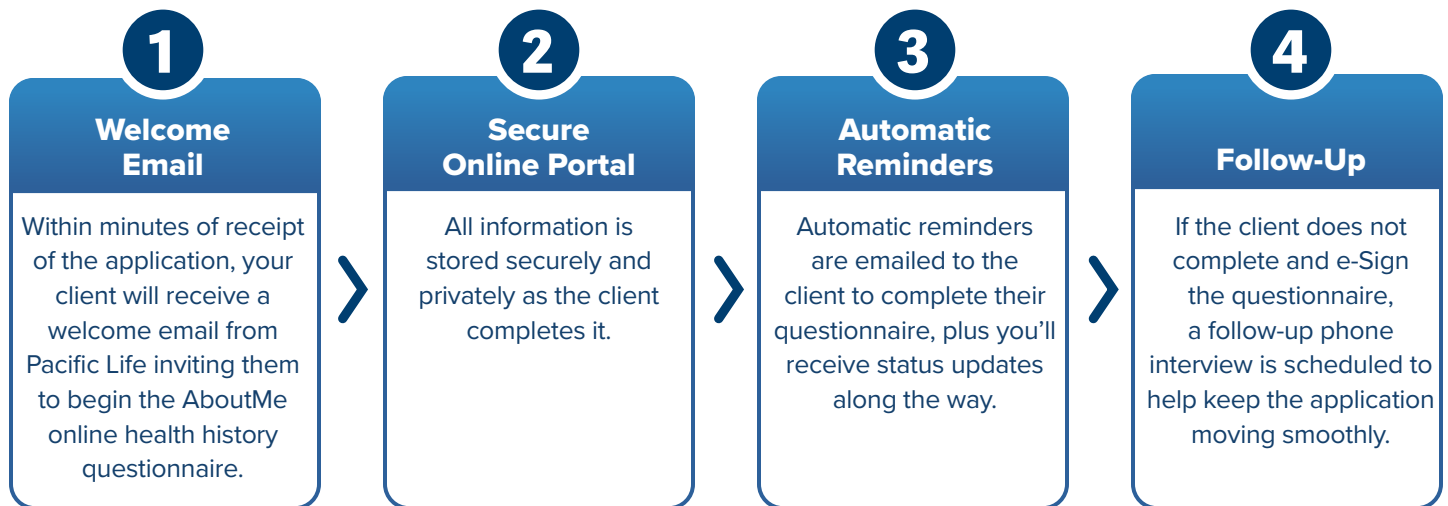 1
Welcome
Email
Within minutes of receipt
of the application, your
client will receive a
welcome email from
Pacific Life inviting them
to begin the AboutMe
online health history
questionnaire.
2
Secure
Online Portal
All information is
stored securely and
privately as the client
completes it.
3
Automatic
Reminders
Automatic reminders
are emailed to the
client to complete their
questionnaire, plus you’ll
receive status updates
along the way.
4
Follow-Up
If the client does not
complete and e-Sign
the questionnaire,
a follow-up phone
interview is scheduled to
help keep the application
moving smoothly.